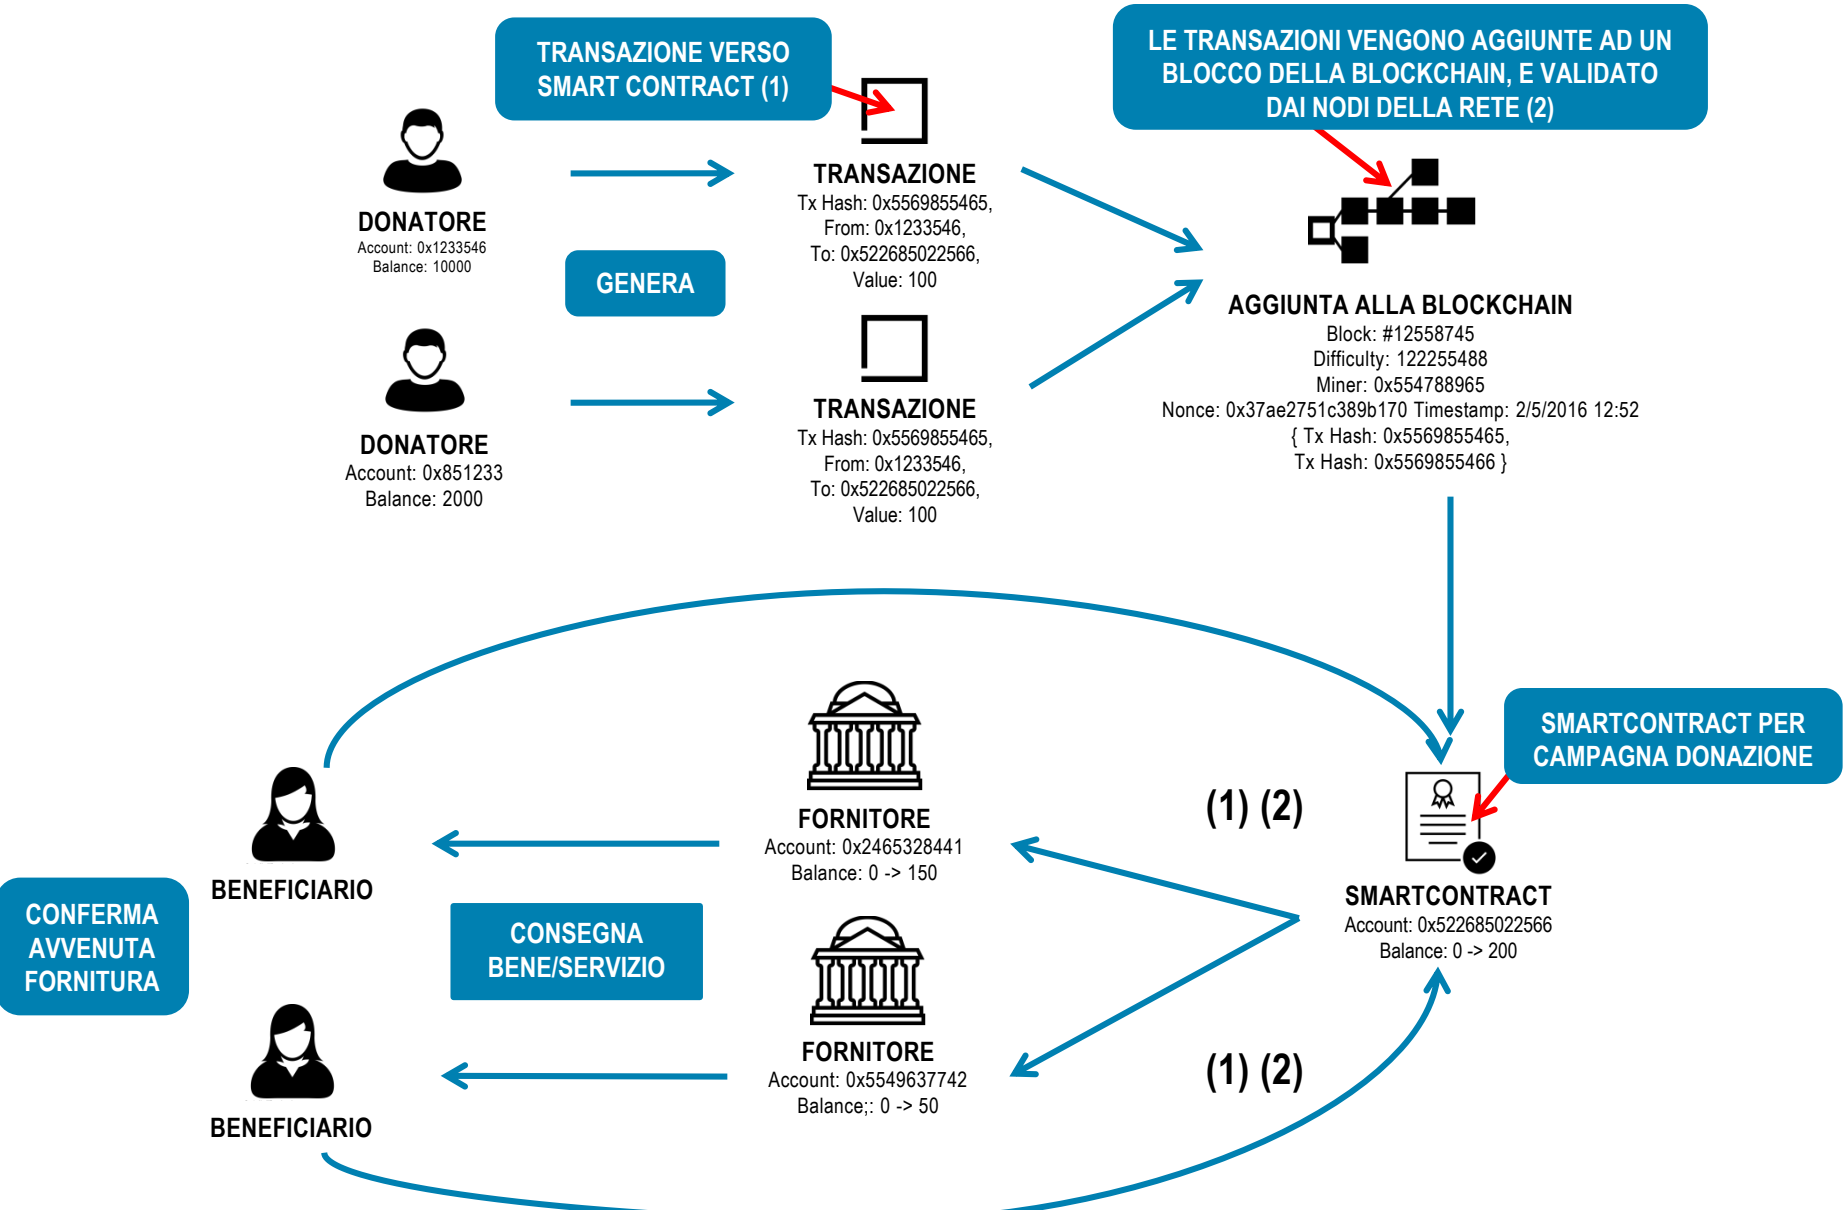 TRANSAZIONE VERSO
SMART CONTRACT (1)
LE TRANSAZIONI VENGONO AGGIUNTE AD UN
BLOCCO DELLA BLOCKCHAIN, E VALIDATO
DAI NODI DELLA RETE (2)
DONATORE
Account: 0x1233546
Balance: 10000
GENERA
TRANSAZIONE
Tx Hash: 0x5569855465,
From: 0x1233546,
To: 0x522685022566,
Value: 100
DONATORE
Account: 0x851233
Balance: 2000
TRANSAZIONE
Tx Hash: 0x5569855465,
From: 0x1233546,
To: 0x522685022566,
Value: 100
AGGIUNTA ALLA BLOCKCHAIN
Block: #12558745
Difficulty: 122255488
Miner: 0x554788965
Nonce: 0x37ae2751c389b170 Timestamp: 2/5/2016 12:52
{ Tx Hash: 0x5569855465,
Tx Hash: 0x5569855466 }
SMARTCONTRACT PER
CAMPAGNA DONAZIONE
(1) (2)
SMARTCONTRACT
Account: 0x522685022566
Balance: 0 -> 200
(1) (2)
FORNITORE
Account: 0x2465328441
Balance: 0 -> 150
FORNITORE
Account: 0x5549637742
Balance;: 0 -> 50
CONSEGNA
BENE/SERVIZIO
BENEFICIARIO
BENEFICIARIO
CONFERMA
AVVENUTA
FORNITURA